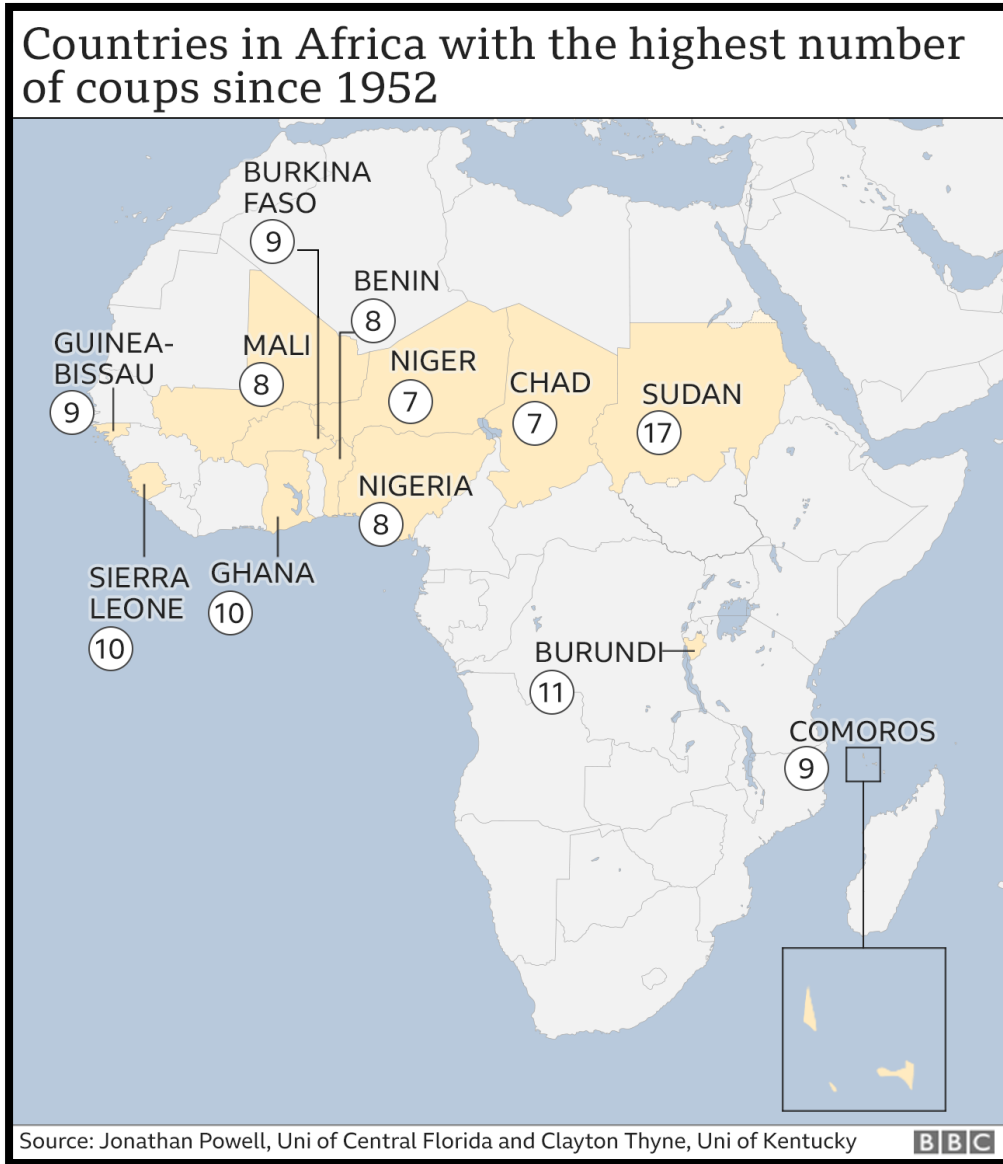 Countries in Africa with the highest number
of coups since 1952
BURKINA
FASO
9
BENIN
8
GUINEA-
BISSAU
9
MALI
8
NIGER
7
CHAD
7
SUDAN
17
NIGERIA
8
SIERRA
LEONE
10
GHANA
10
BURUNDI
11
COMOROS
9
Source: Jonathan Powell, Uni of Central Florida and Clayton Thyne, Uni of Kentucky
BBC